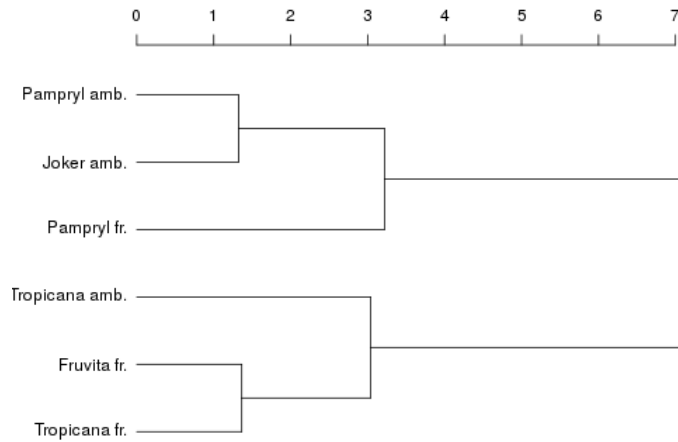 0 1 2 3 4 5 6 7
Pampryl amb.
Joker amb.
Pampryl fr.
Tropicana amb.
Fruvita fr.
Tropicana fr.